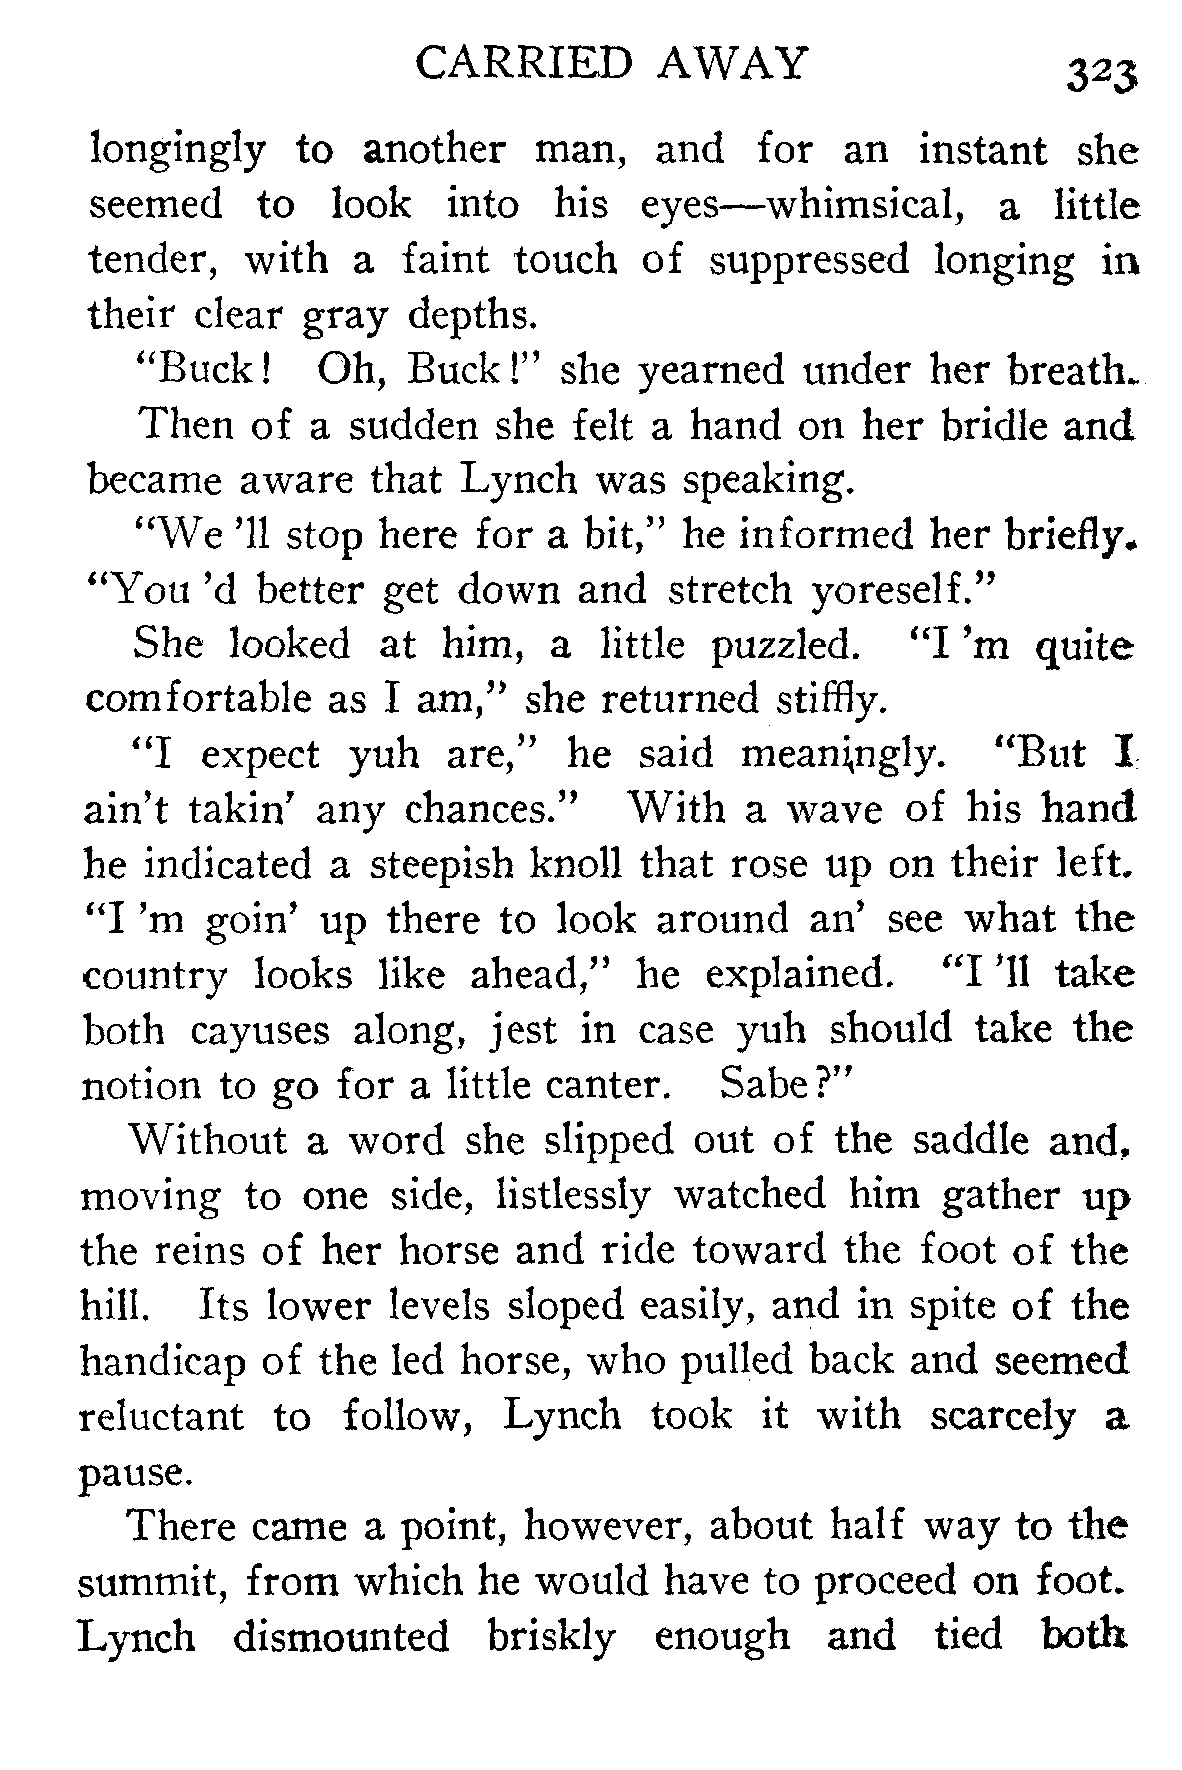 CARRIED AWAY 323
longingly to another man, and for an instant she
seemed to look into his eyes—whimsical, a little
tender, with a faint touch of suppressed longing in
their clear gray depths.
“Buck! Oh, Buck!” she yearned under her breath.
Then of a sudden she felt a hand on her bridle and
became aware that Lynch was speaking.
“We ’ll stop here for a bit,” he informed her briefly.
“You ’d better get down and stretch yoreself.”
She looked at him, a little puzzled. “I ’m quite
comfortable as I am,” she returned stiffly.
“I expect yuh are,” he said meaningly. “But I
ain’t takin’ any chances.” With a wave of his hand
he indicated a steepish knoll that rose up on their left.
“I ’m goin’ up there to look around an’ see what the
country looks like ahead,” he explained. “I ’ll take
both cayuses along, jest in case yuh should take the
notion to go for a little canter. Sabe?”
Without a word she slipped out of the saddle and,
moving to one side, listlessly watched him gather up
the reins of her horse and ride toward the foot of the
hill. Its lower levels sloped easily, and in spite of the
handicap of the led horse, who pulled back and seemed
reluctant to follow, Lynch took it with scarcely a
pause.
There came a point, however, about half way to the
summit, from which he would have to proceed on foot.
Lynch dismounted briskly enough and tied both